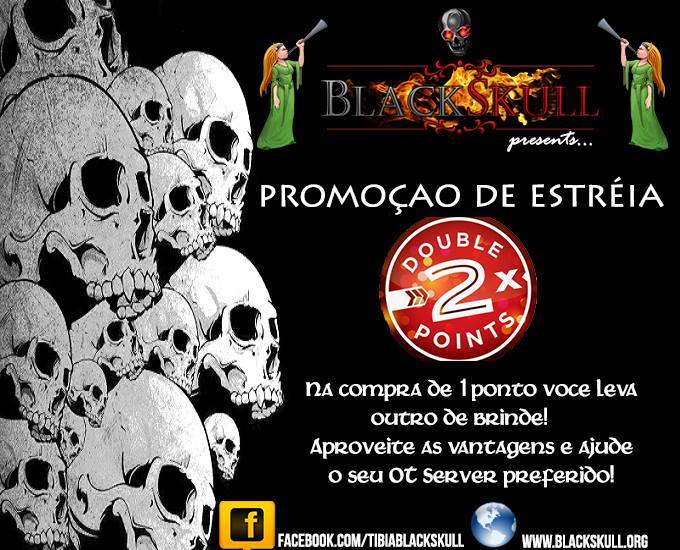 BLACKSKULL
presents...
PROMOÇAO DE ESTRÉIA
DOUBLE
2x
POINTS
Na compra de 1 ponto voce leva
outro de brinde!
Aproveite as vantagens e ajude
o seu OT Server preferido!
f FACEBOOK.COM/TIBIABLACKSKULL
WWW.BLACKSKULL.ORG